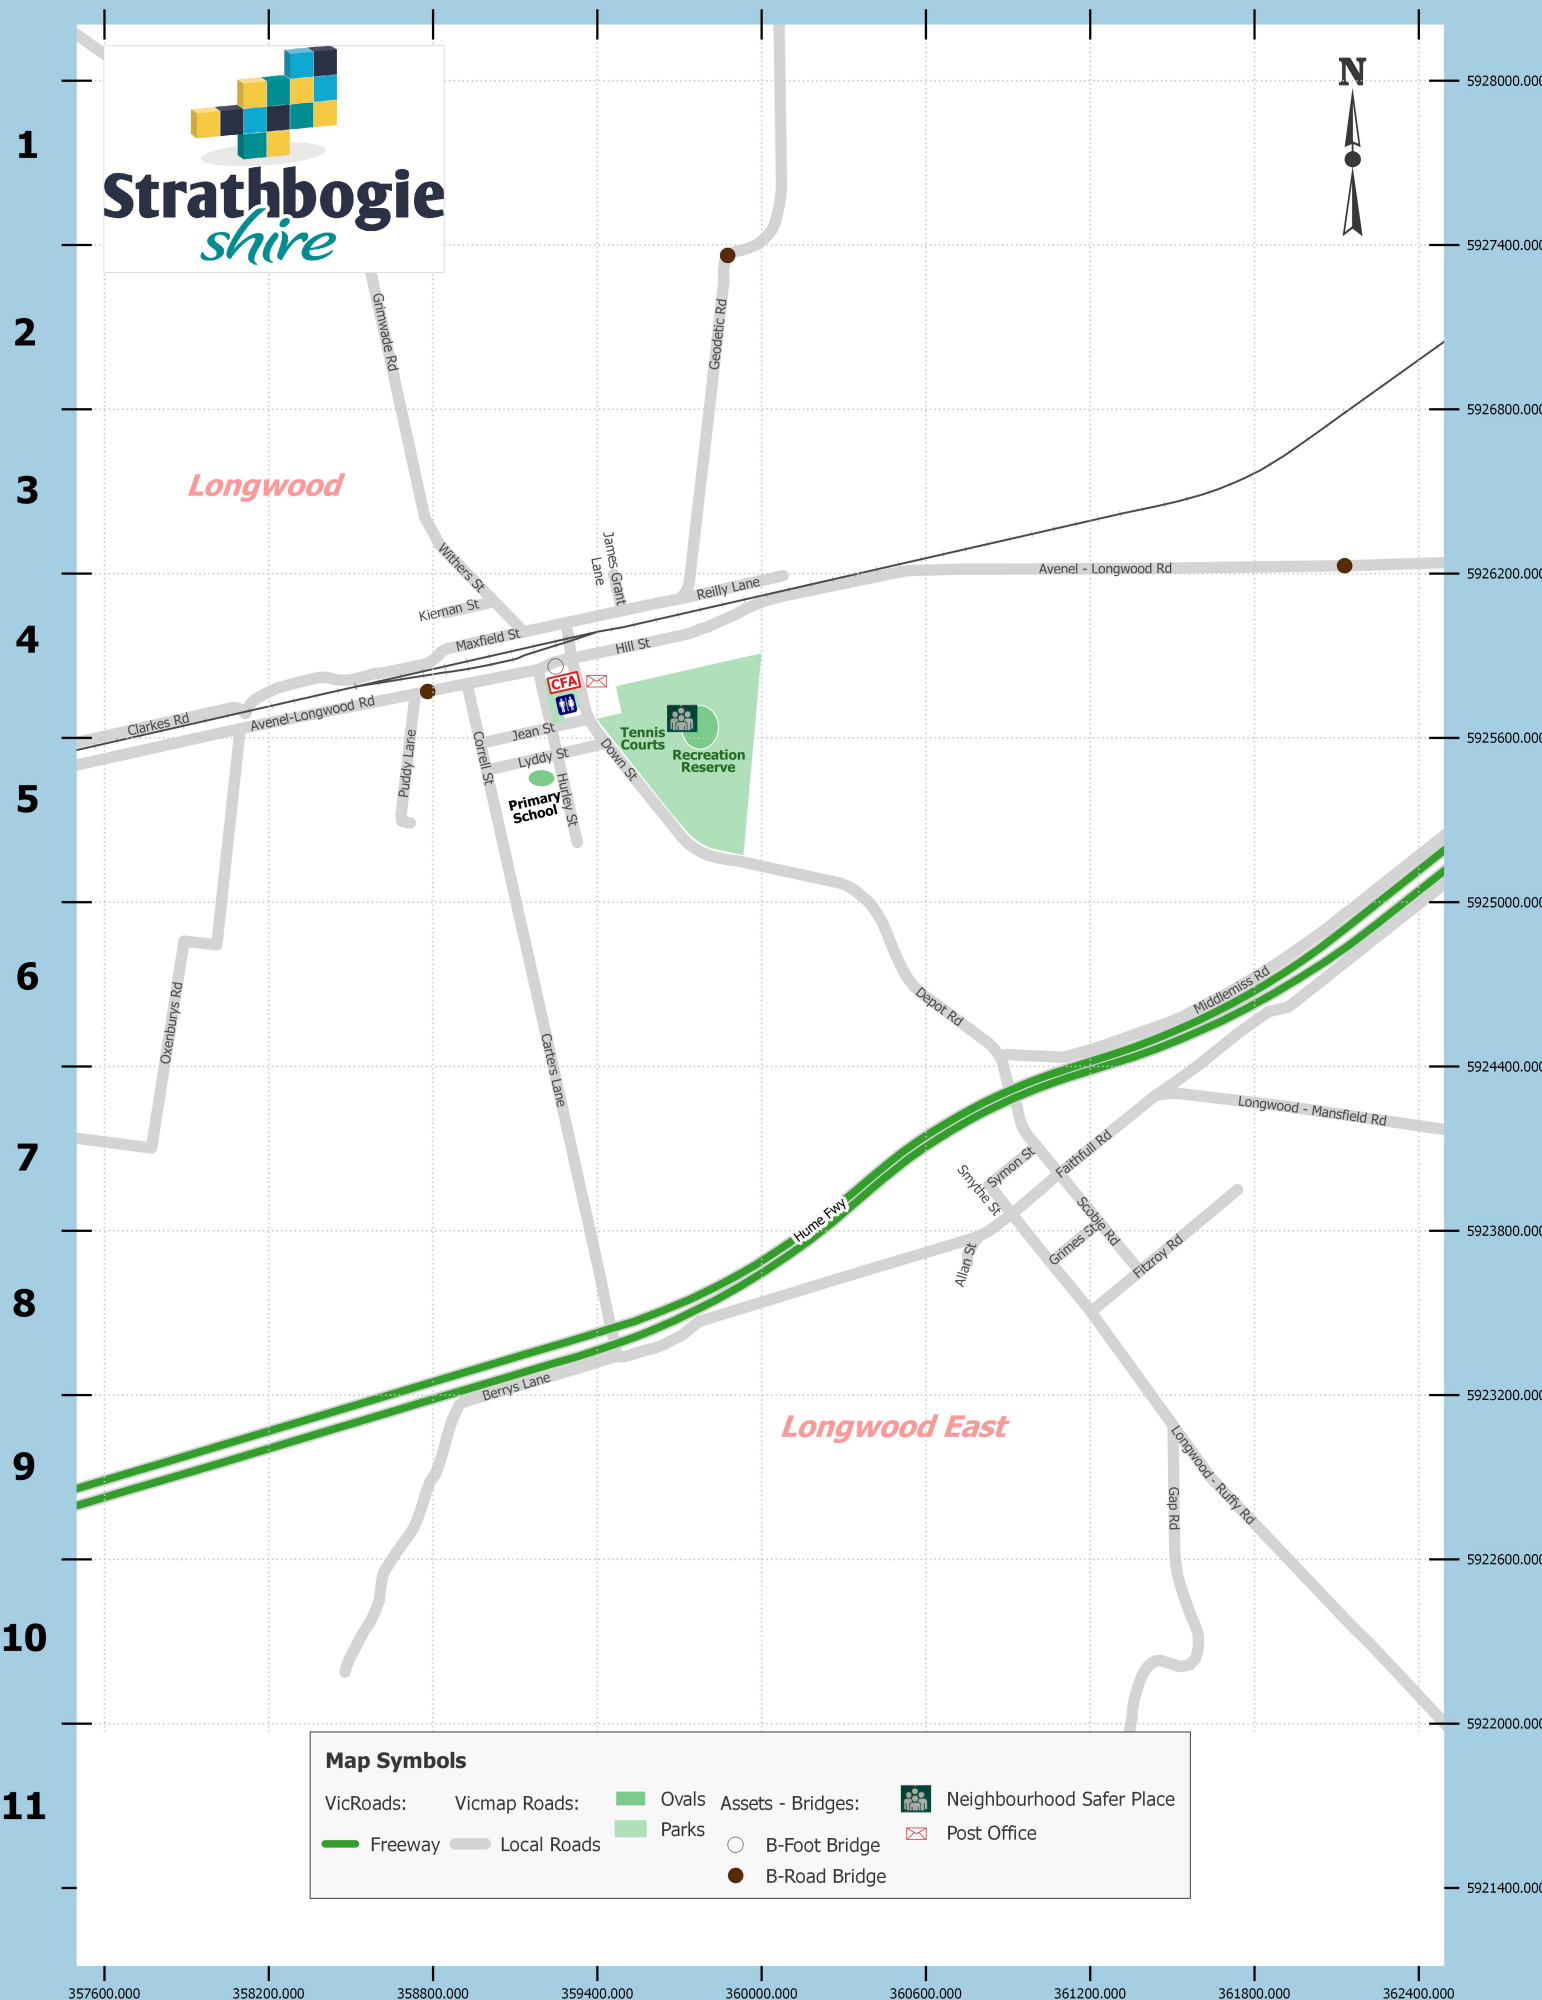 N
Strathbogie
shire
1
2
3
4
5
6
7
8
9
10
11
5928000.000
5927400.000
5926800.000
5926200.000
5925600.000
5925000.000
5924400.000
5923800.000
5923200.000
5922600.000
5922000.000
5921400.000
Grimwade Rd
Geodetic Rd
Longwood
Withers St
James Grant
Lane
Kiernan St
Reilly Lane
Avenel - Longwood Rd
Maxfield St
Hill St
CFA
Clarkes Rd
Avenel-Longwood Rd
Puddy Lane
Correll St
Jean St
Lyddy St
Hurley St
Down St
Tennis
Courts
Recreation
Reserve
Primary
School
Oxenburys Rd
Carters Lane
Depot Rd
Middlemiss Rd
Longwood - Mansfield Rd
Faithfull Rd
Symon St
Smythe St
Scobie Rd
Grimes St
Fitzroy Rd
Allan St
Hume Fwy
Berrys Lane
Longwood East
Longwood - Ruffy Rd
Gap Rd
Map Symbols
VicRoads:
Freeway
Vicmap Roads:
Local Roads
Ovals
Parks
Assets - Bridges:
B-Foot Bridge
B-Road Bridge
Neighbourhood Safer Place
Post Office
357600.000
358200.000
358800.000
359400.000
360000.000
360600.000
361200.000
361800.000
362400.000